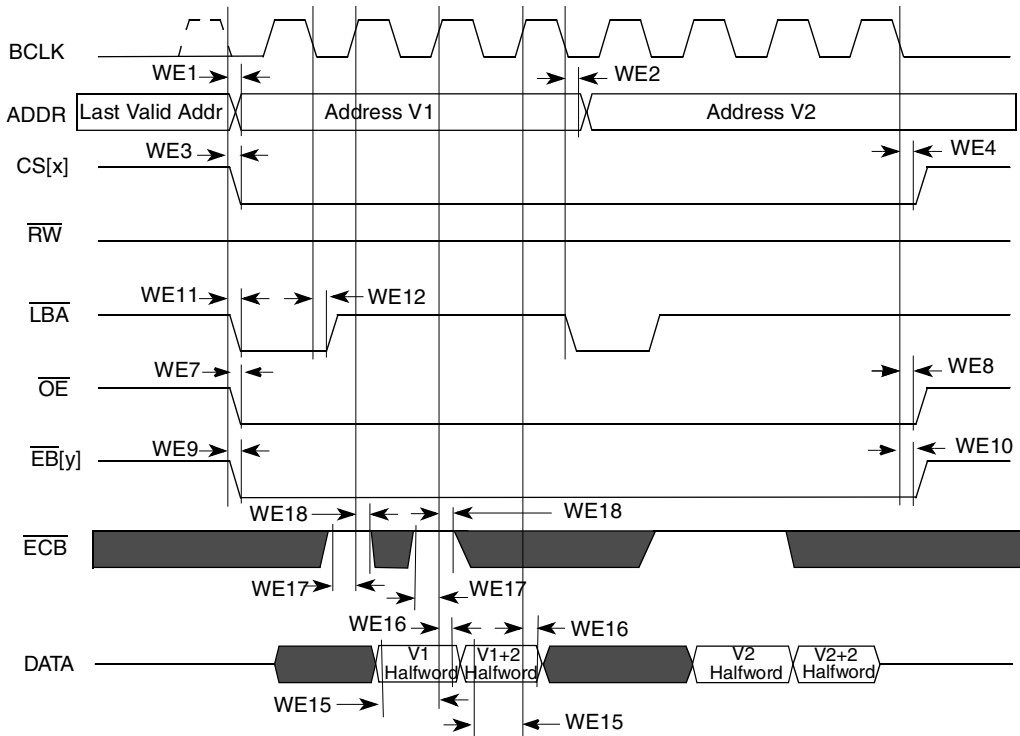 BCLK
WE1
WE2
ADDR
Last Valid Addr
Address V1
Address V2
WE3
WE4
CS[x]
RW
WE11
WE12
LBA
WE7
WE8
OE
WE9
WE10
EB[y]
WE18
WE18
ECB
WE17
WE17
WE16
WE16
DATA
V1
Halfword
V1+2
Halfword
V2
Halfword
V2+2
Halfword
WE15
WE15